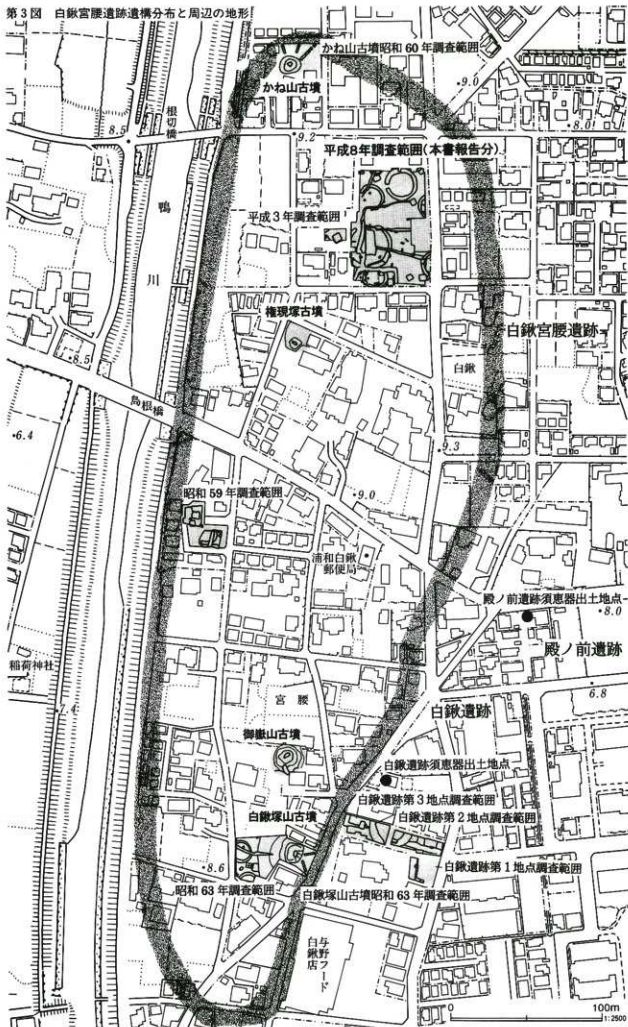 第3図 白鍬宮腰遺跡遺構分布と周辺の地形
かね山古墳昭和60年調査範囲
かね山古墳
9.0
8.0
根切橋
8.5
9.2
平成8年調査範囲(本書報告分)
平成3年調査範囲
鴨川
権現塚古墳
白鍬宮腰遺跡
8.5
白鍬
島根橋
6.4
9.3
昭和59年調査範囲
9.0
浦和白鍬
郵便局
殿ノ前遺跡須恵器出土地点
8.0
殿ノ前遺跡
稲荷神社
6.8
7.4
宮腰
白鍬遺跡
御嶽山古墳
白鍬遺跡須恵器出土地点
白鍬遺跡第3地点調査範囲
白鍬塚山古墳
白鍬遺跡第2地点調査範囲
8.6
白鍬遺跡第1地点調査範囲
昭和63年調査範囲
白鍬塚山古墳昭和63年調査範囲
与野フード
白鍬店
0
100m
1:2500